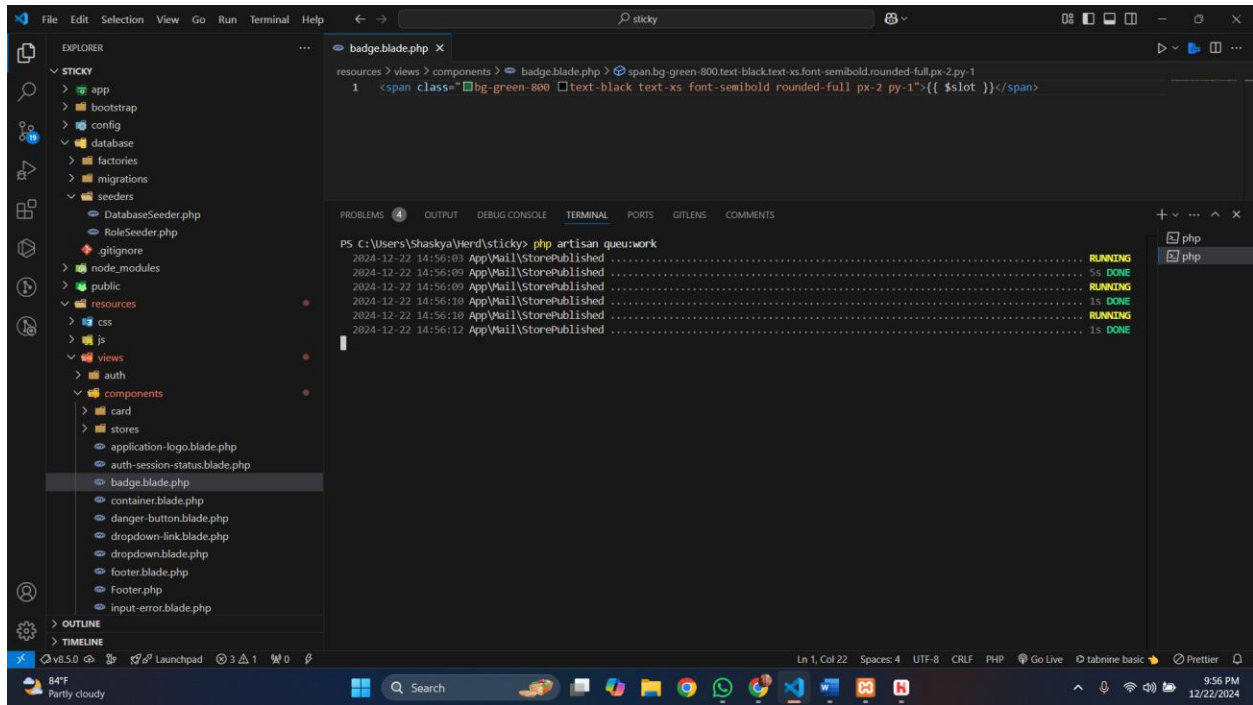 File Edit Selection View Go Run Terminal Help
sticky
EXPLORER
STICKY
app
bootstrap
config
database
factories
migrations
seeders
DatabaseSeeder.php
RoleSeeder.php
.gitignore
node_modules
public
resources
css
js
views
auth
components
card
stores
application-logo.blade.php
auth-session-status.blade.php
badge.blade.php
container.blade.php
danger-button.blade.php
dropdown-link.blade.php
dropdown.blade.php
footer.blade.php
Footer.php
input-error.blade.php
OUTLINE
TIMELINE
19
badge.blade.php
resources > views > components > badge.blade.php > span.bg-green-800.text-black.text-xs.font-semibold.rounded-full.px-2.py-1
1 <span class="bg-green-800 text-black text-xs font-semibold rounded-full px-2 py-1">{{ $slot }}</span>
PROBLEMS 4 OUTPUT DEBUG CONSOLE TERMINAL PORTS GITLENS COMMENTS
PS C:\Users\Shaskya\Herd\sticky> php artisan queu:work
2024-12-22 14:56:03 App\Mail\StorePublished ........ RUNNING
2024-12-22 14:56:09 App\Mail\StorePublished ........ 5s DONE
2024-12-22 14:56:09 App\Mail\StorePublished ........ RUNNING
2024-12-22 14:56:10 App\Mail\StorePublished ........ 1s DONE
2024-12-22 14:56:10 App\Mail\StorePublished ........ RUNNING
2024-12-22 14:56:12 App\Mail\StorePublished ........ 1s DONE
php
php
v8.5.0 Launchpad 3 1 0 Ln 1, Col 22 Spaces: 4 UTF-8 CRLF PHP Go Live tabnine basic Prettier
84°F
Partly cloudy
Search
9:56 PM
12/22/2024